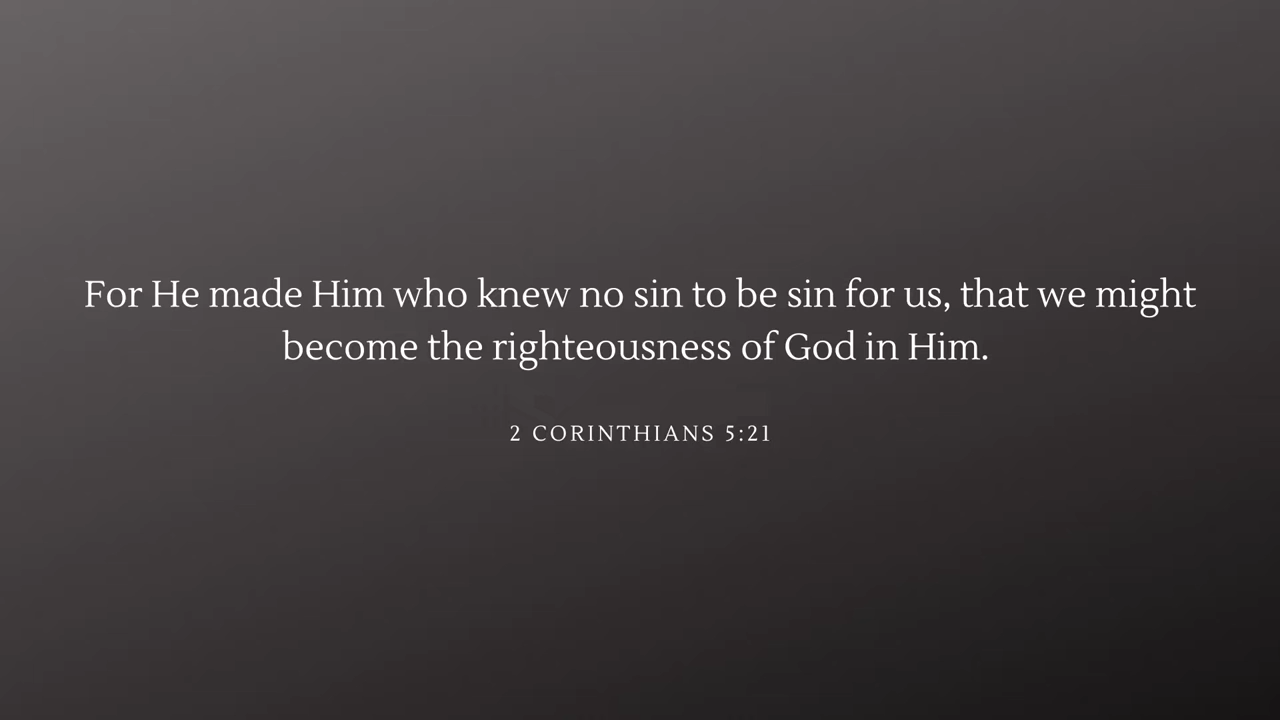 For He made Him who knew no sin to be sin for us, that we might
become the righteousness of God in Him.
2 CORINTHIANS 5:21